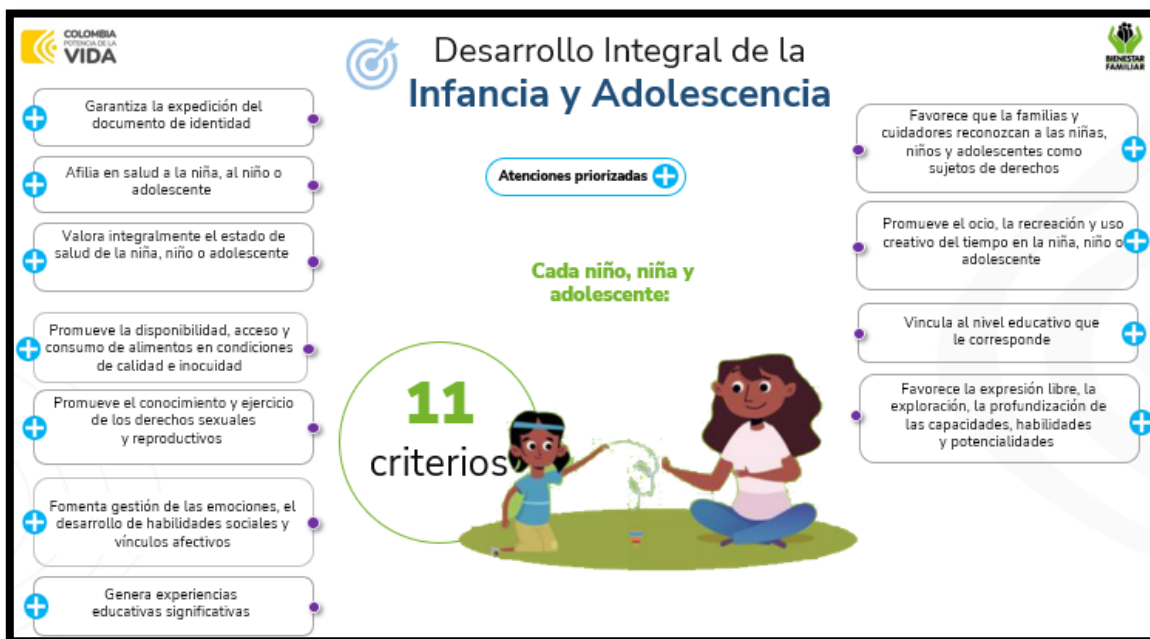 COLOMBIA
POTENCIA DE LA
VIDA
Desarrollo Integral de la
Infancia y Adolescencia
BIENESTAR
FAMILIAR
Atenciones priorizadas
Garantiza la expedición del
documento de identidad
Afilia en salud a la niña, al niño o
adolescente
Valora integralmente el estado de
salud de la niña, niño o adolescente
Promueve la disponibilidad, acceso y
consumo de alimentos en condiciones
de calidad e inocuidad
Promueve el conocimiento y ejercicio
de los derechos sexuales
y reproductivos
Fomenta gestión de las emociones, el
desarrollo de habilidades sociales y
vínculos afectivos
Genera experiencias
educativas significativas
Cada niño, niña y
adolescente:
11
criterios
Favorece que la familias y
cuidadores reconozcan a las niñas,
niños y adolescentes como
sujetos de derechos
Promueve el ocio, la recreación y uso
creativo del tiempo en la niña, niño o
adolescente
Vincula al nivel educativo que
le corresponde
Favorece la expresión libre, la
exploración, la profundización de
las capacidades, habilidades
y potencialidades